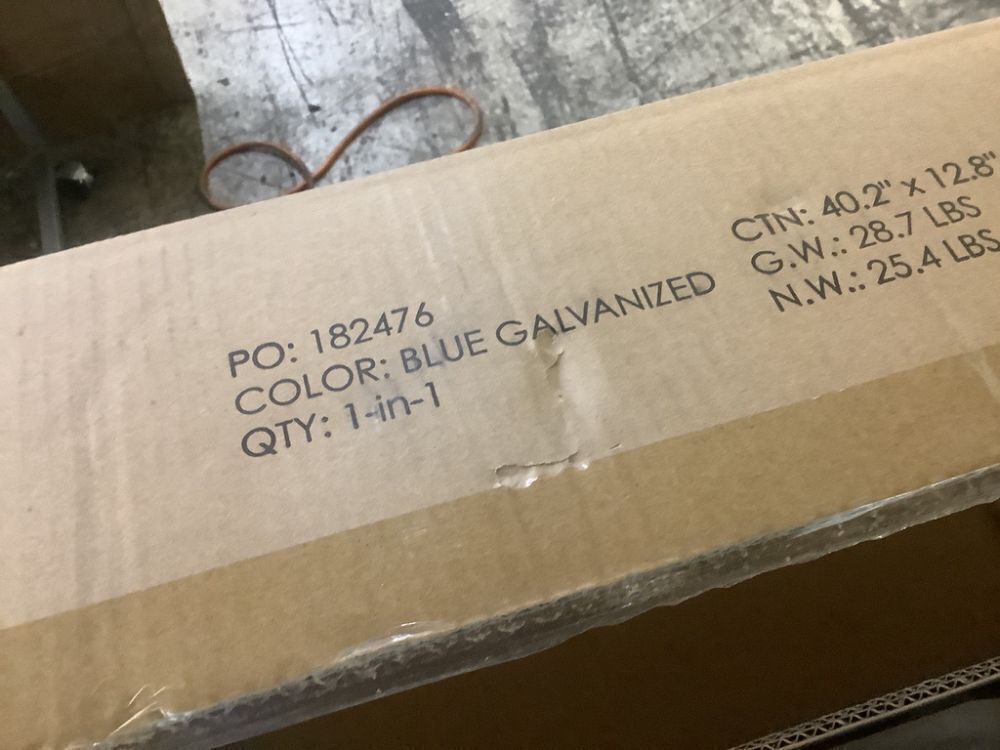 PO: 182476
COLOR: BLUE GALVANIZED
QTY: 1-in-1
CTN: 40.2" x 12.8"
G.W.: 28.7 LBS
N.W.: 25.4 LBS